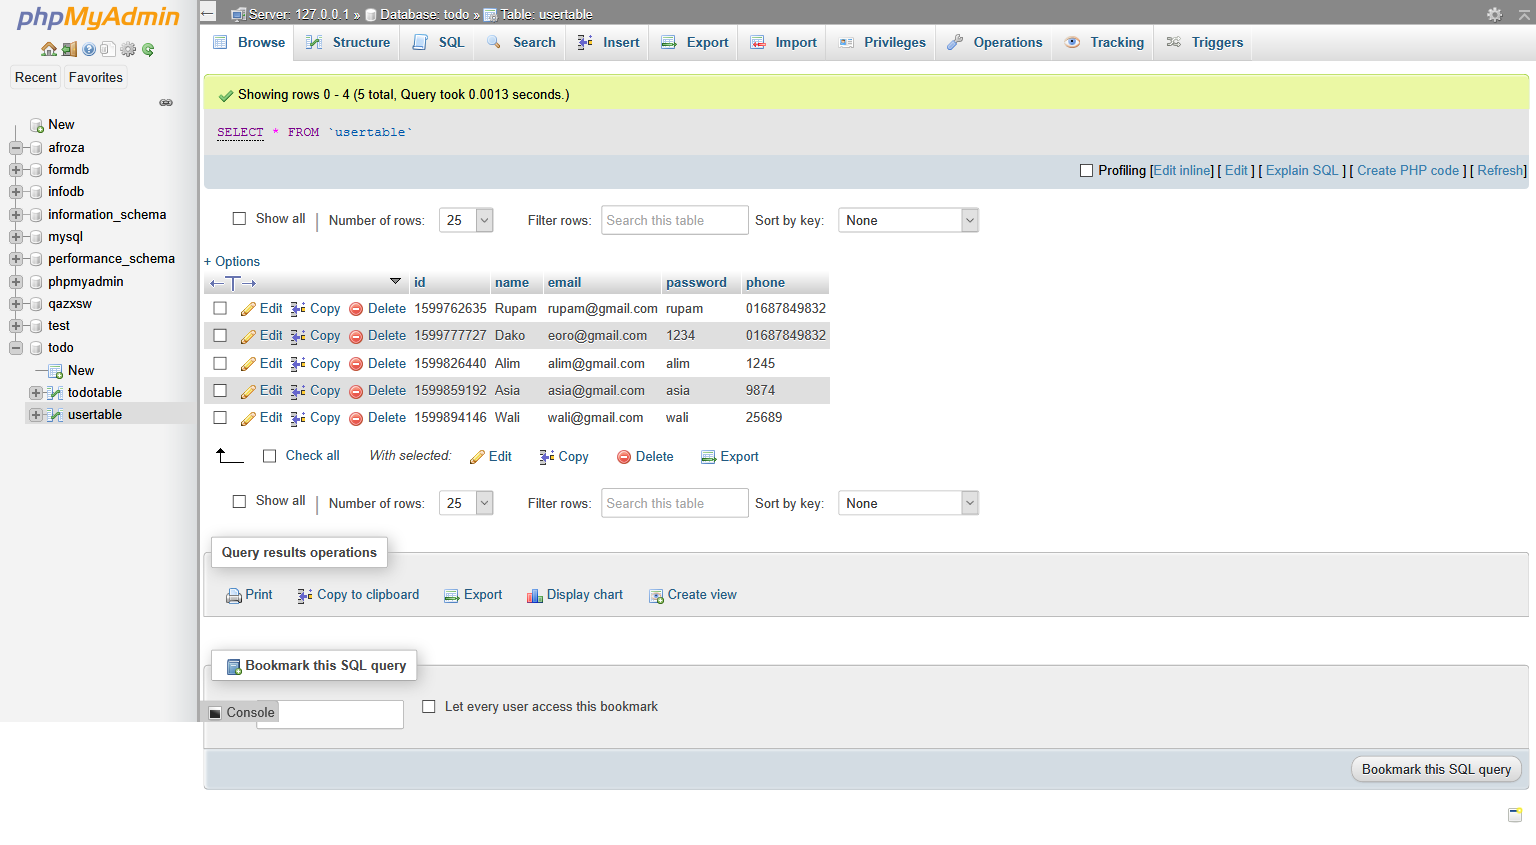 phpMyAdmin
Recent Favorites
New
afroza
formdb
infodb
information_schema
mysql
performance_schema
phpmyadmin
qazxsw
test
todo
New
todotable
usertable
Server: 127.0.0.1 » Database: todo » Table: usertable
Browse Structure SQL Search Insert Export Import Privileges Operations Tracking Triggers
Showing rows 0 - 4 (5 total, Query took 0.0013 seconds.)
SELECT * FROM `usertable`
Profiling [Edit inline] [ Edit ] [ Explain SQL ] [ Create PHP code ] [ Refresh]
Show all | Number of rows: 25 Filter rows: Search this table Sort by key: None
+ Options
←T→ id name email password phone
Edit Copy Delete 1599762635 Rupam rupam@gmail.com rupam 01687849832
Edit Copy Delete 1599777727 Dako eoro@gmail.com 1234 01687849832
Edit Copy Delete 1599826440 Alim alim@gmail.com alim 1245
Edit Copy Delete 1599859192 Asia asia@gmail.com asia 9874
Edit Copy Delete 1599894146 Wali wali@gmail.com wali 25689
Check all With selected: Edit Copy Delete Export
Show all | Number of rows: 25 Filter rows: Search this table Sort by key: None
Query results operations
Print Copy to clipboard Export Display chart Create view
Bookmark this SQL query
Console Let every user access this bookmark
Bookmark this SQL query